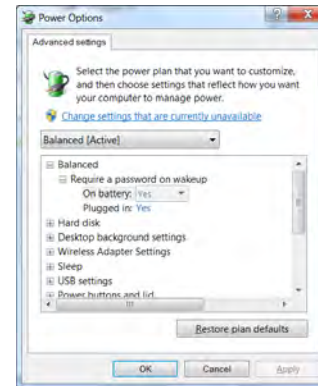 Power Options
Advanced settings
Select the power plan that you want to customize,
and then choose settings that reflect how you want
your computer to manage power.
Change settings that are currently unavailable
Balanced [Active]
Balanced
Require a password on wakeup
On battery: Yes
Plugged in: Yes
Hard disk
Desktop background settings
Wireless Adapter Settings
Sleep
USB settings
Power buttons and lid
Restore plan defaults
OK
Cancel
Apply